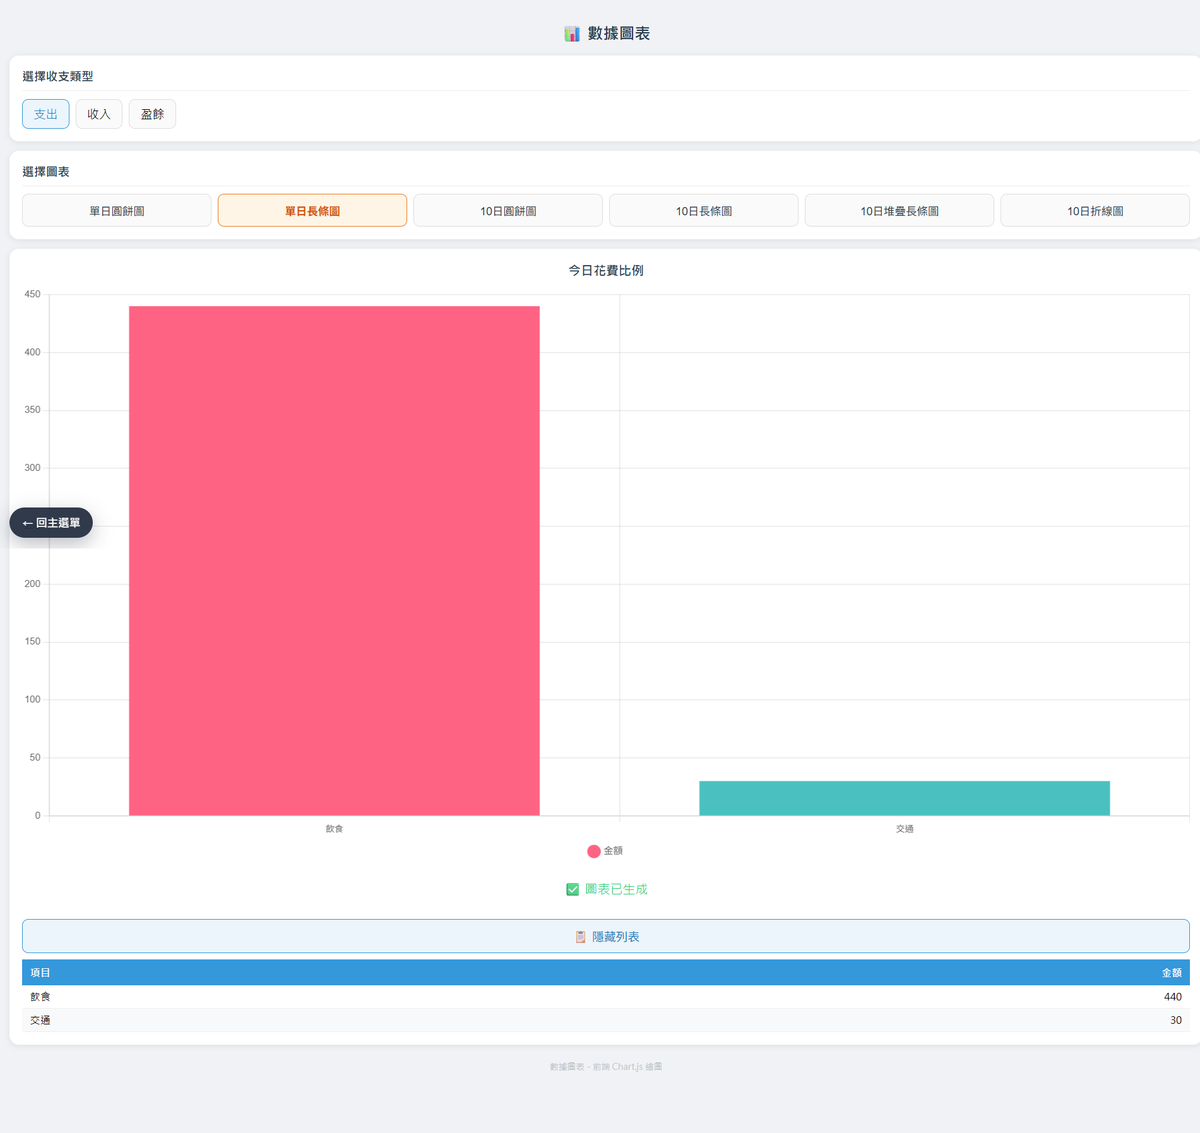 📊 數據圖表
選擇收支類型
支出 收入 盈餘
選擇圖表
單日圓餅圖 單日長條圖 10日圓餅圖 10日長條圖 10日堆疊長條圖 10日折線圖
今日花費比例
450
400
350
300
← 回主選單
200
150
100
50
0
飲食 交通
金額
✅ 圖表已生成
📋 隱藏列表
項目 金額
飲食 440
交通 30
數據圖表 - 前端 Chart.js 繪圖